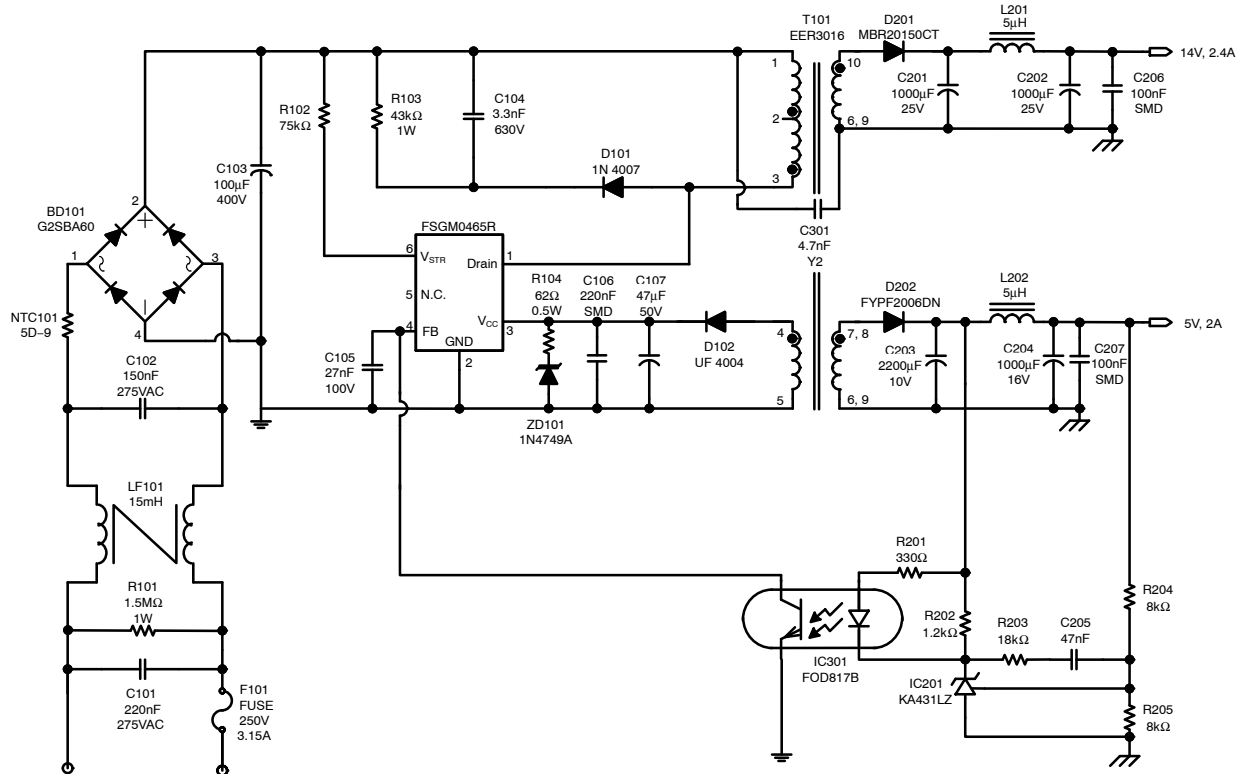 T101
EER3016
D201
MBR20150CT
L201
5μH
14V, 2.4A
1
2
3
10
6, 9
C201
1000μF
25V
C202
1000μF
25V
C206
100nF
SMD
R102
75kΩ
R103
43kΩ
1W
C104
3.3nF
630V
D101
1N 4007
C103
100μF
400V
BD101
G2SBA60
2
1
3
4
NTC101
5D-9
C102
150nF
275VAC
LF101
15mH
R101
1.5MΩ
1W
C101
220nF
275VAC
F101
FUSE
250V
3.15A
FSGM0465R
6
VSTR
Drain
1
5
N.C.
VCC
3
4
FB
GND
2
C105
27nF
100V
R104
62Ω
0.5W
C106
220nF
SMD
C107
47μF
50V
D102
UF 4004
ZD101
1N4749A
C301
4.7nF
Y2
4
5
7, 8
6, 9
D202
FYPF2006DN
L202
5μH
5V, 2A
C203
2200μF
10V
C204
1000μF
16V
C207
100nF
SMD
R201
330Ω
R202
1.2kΩ
R203
18kΩ
C205
47nF
R204
8kΩ
IC301
FOD817B
IC201
KA431LZ
R205
8kΩ